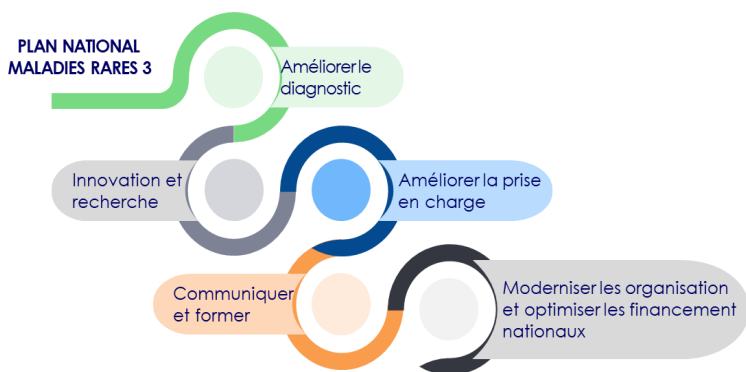 PLAN NATIONAL
MALADIES RARES 3
Améliorer le
diagnostic
Innovation et
recherche
Améliorer la prise
en charge
Communiquer
et former
Moderniser les organisation
et optimiser les financement
nationaux